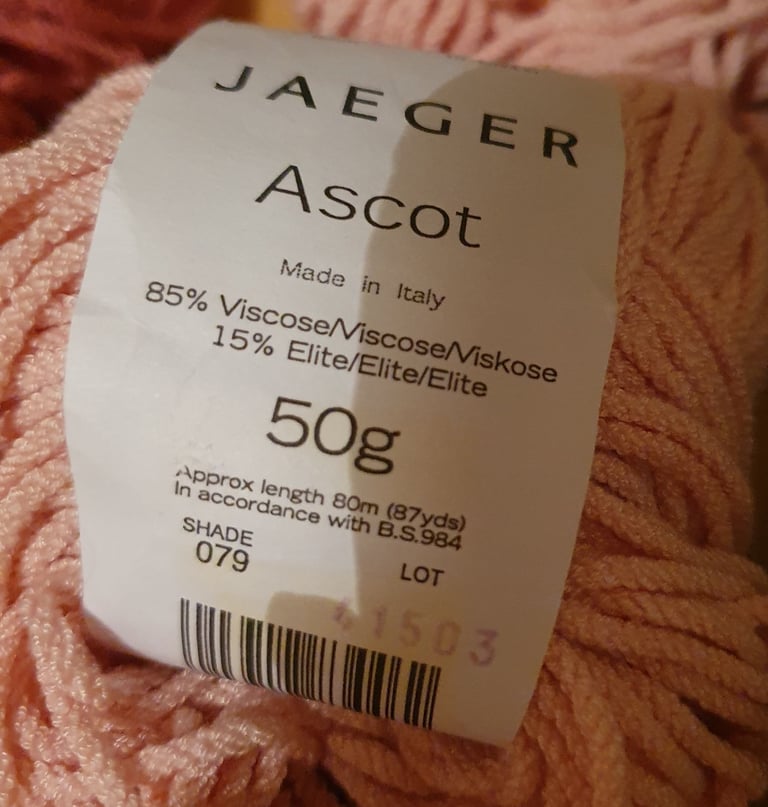 JAEGER
Ascot
Made in Italy
85% Viscose/Viscose/Viskose
15% Elite/Elite/Elite
50g
Approx length 80m (87yds)
In accordance with B.S.984
SHADE
079
LOT
41503